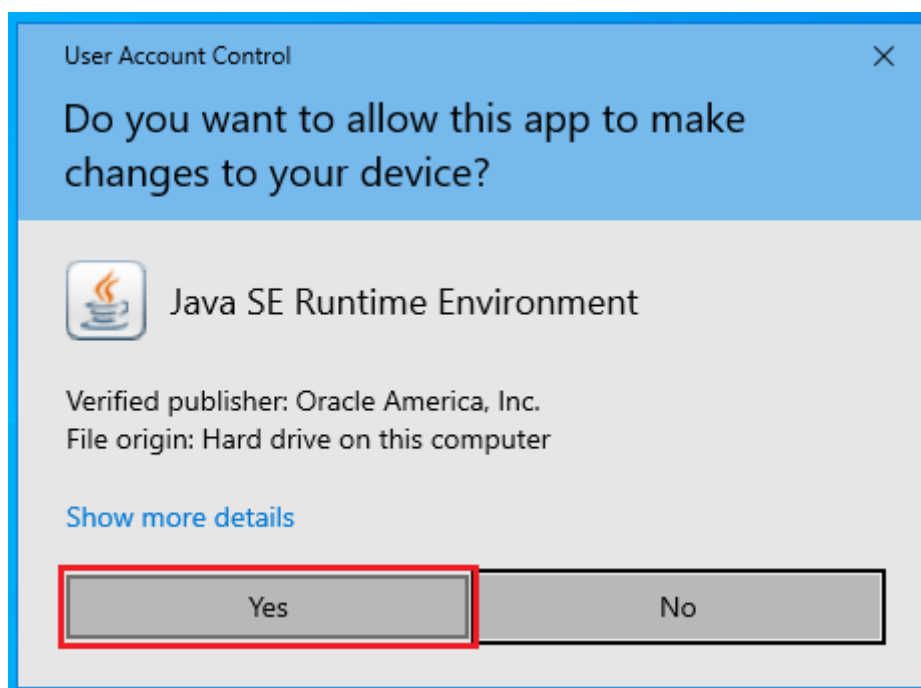 User Account Control
Do you want to allow this app to make
changes to your device?
Java SE Runtime Environment
Verified publisher: Oracle America, Inc.
File origin: Hard drive on this computer
Show more details
Yes
No